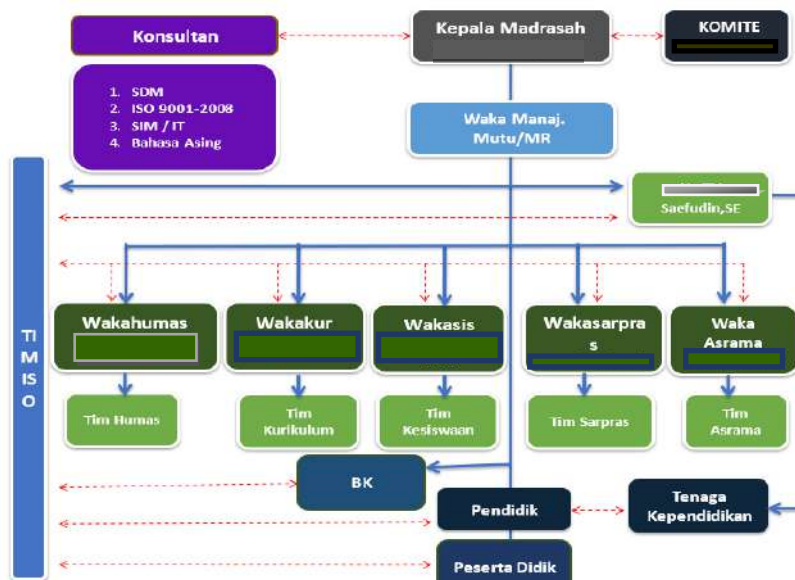 Konsultan
Kepala Madrasah
KOMITE
1. SDM
2. ISO 9001-2008
3. SIM / IT
4. Bahasa Asing
Waka Manaj.
Mutu/MR
Saefudin,SE
TI
M
IS
O
Wakahumas
Wakakur
Wakasis
Wakasarpra
s
Waka
Asrama
Tim Humas
Tim
Kurikulum
Tim
Kesiswaan
Tim Sarpras
Tim
Asrama
BK
Pendidik
Tenaga
Kependidikan
Peserta Didik